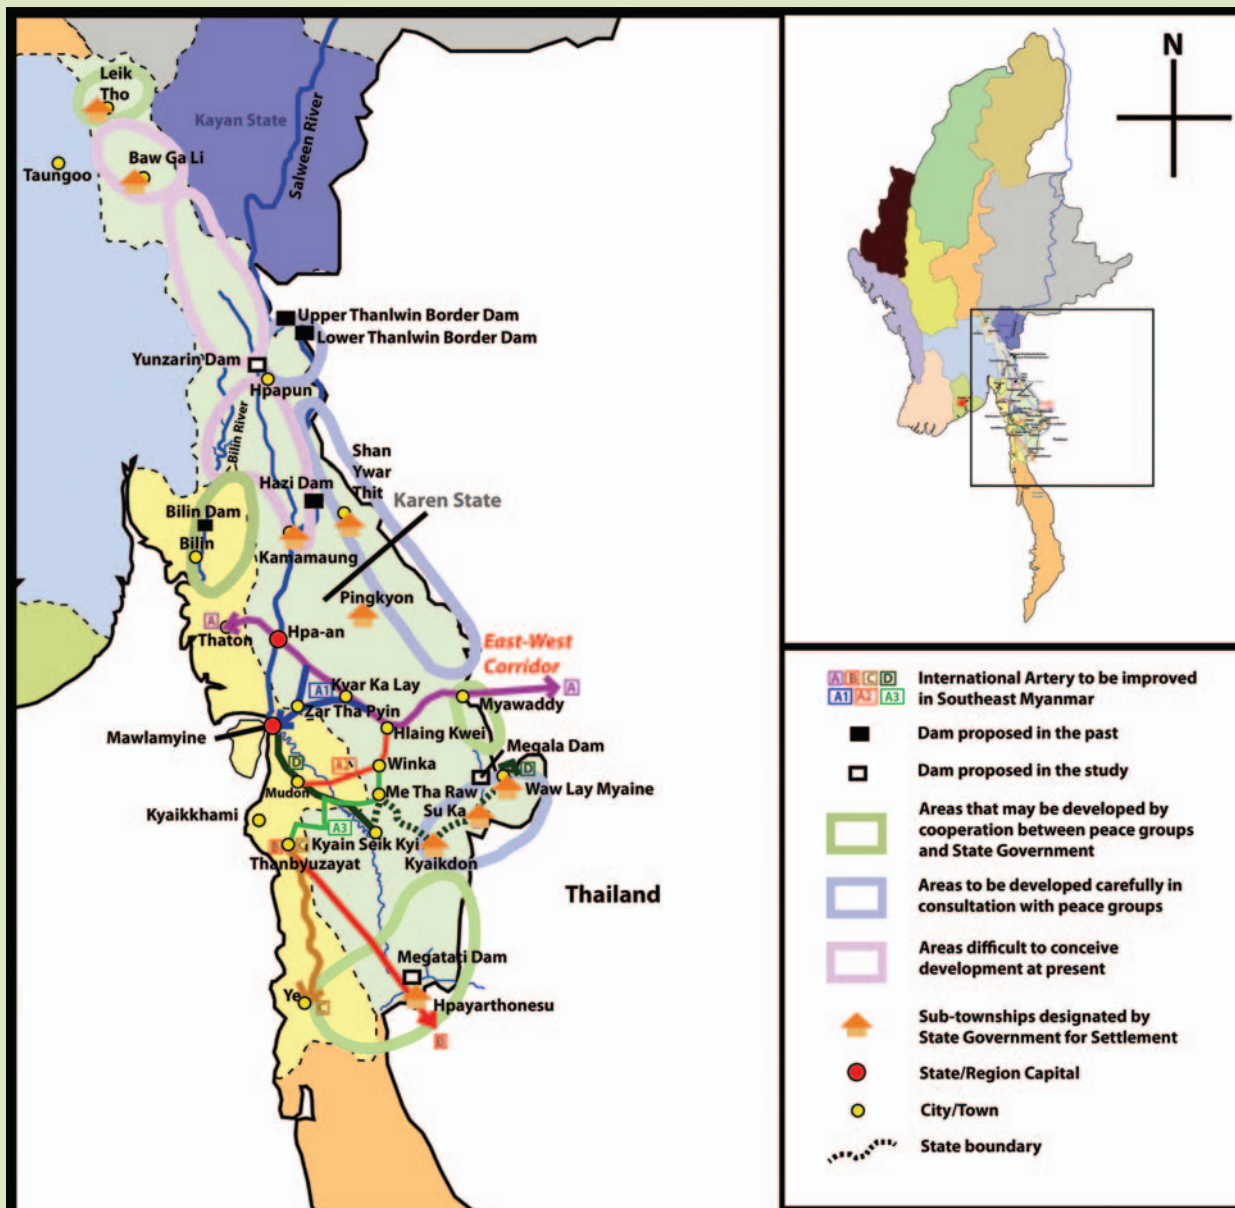 Leik
Tho
Kayan State
Salween River
Baw Ga Li
Taungoo
Upper Thanlwin Border Dam
Lower Thanlwin Border Dam
Yunzarin Dam
Hpapun
Bilin River
Shan
Ywar
Thit
Hazi Dam
Karen State
Bilin Dam
Bilin
Kamamaung
Pingkyon
A
Thaton
Hpa-an
East-West
Corridor
Kyar Ka Lay
A1
A
Zar Tha Pyin
Myawaddy
Mawlamyine
Hlaing Kwei
Megala Dam
D
A2
Winka
D
Mudon
Me Tha Raw
Waw Lay Myaine
Su Ka
Kyaikkhami
A3
B
C
Kyain Seik Kyi
Thanbyuzayat
Kyaikdon
Thailand
Megatati Dam
Ye
C
Hpayarthonesu
B
N
A B C D
A1 A2 A3
International Artery to be improved
in Southeast Myanmar
Dam proposed in the past
Dam proposed in the study
Areas that may be developed by
cooperation between peace groups
and State Government
Areas to be developed carefully in
consultation with peace groups
Areas difficult to conceive
development at present
Sub-townships designated by
State Government for Settlement
State/Region Capital
City/Town
State boundary